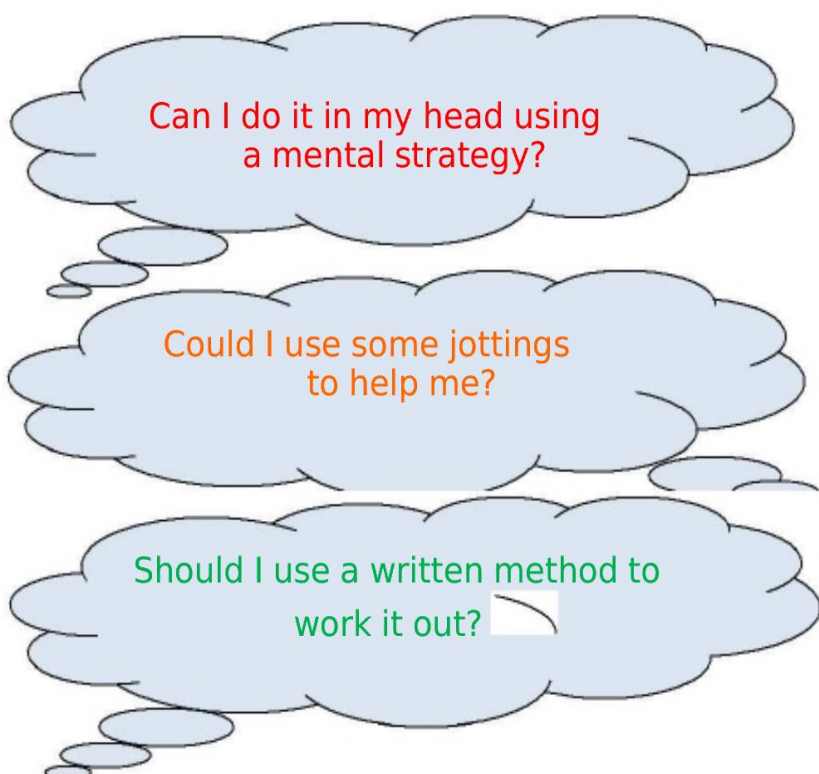 Can I do it in my head using
a mental strategy?
Could I use some jottings
to help me?
Should I use a written method to
work it out?